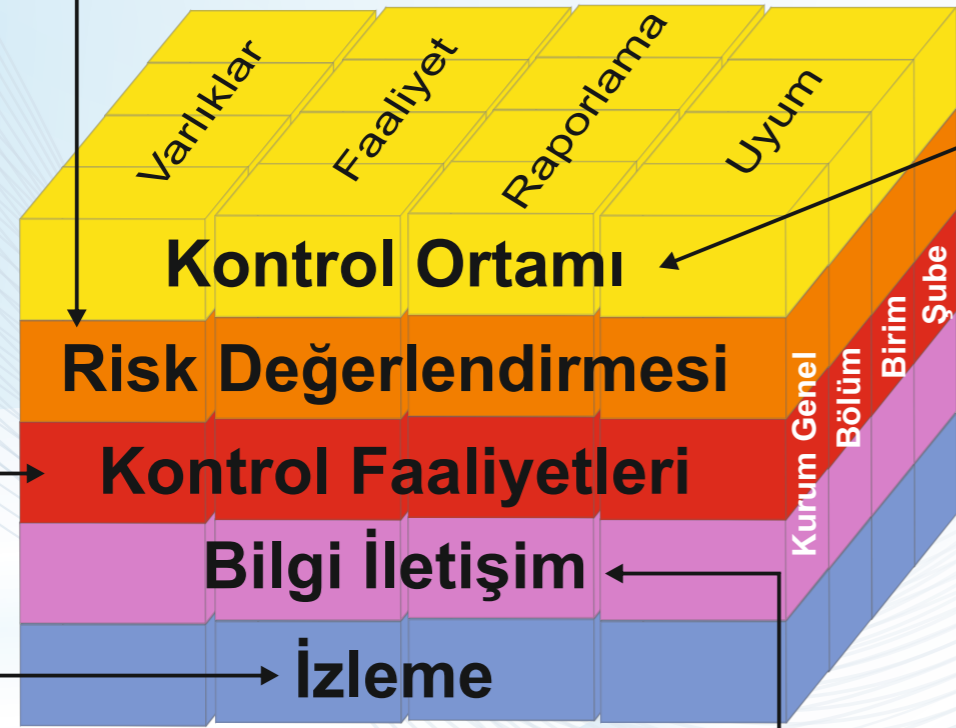 Varlıklar
Faaliyet
Raporlama
Uyum
Kontrol Ortamı
Risk Değerlendirmesi
Kontrol Faaliyetleri
Bilgi İletişim
İzleme
Kurum Genel
Bölüm
Birim
Şube